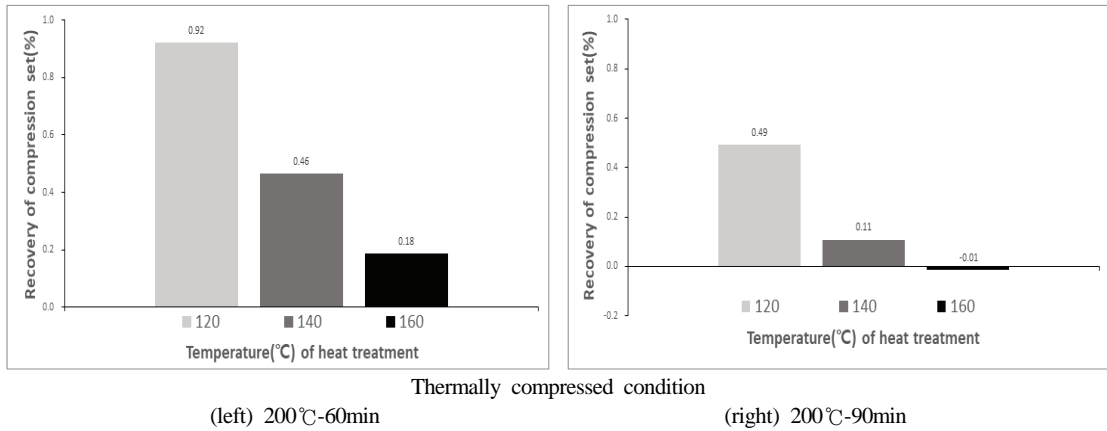 Recovery of compression set(%)
1.0
0.8
0.6
0.4
0.2
0.0
0.92
0.46
0.18
120 140 160
Temperature(℃) of heat treatment
Recovery of compression set(%)
1.0
0.8
0.6
0.4
0.2
0.0
-0.2
0.49
0.11
-0.01
120 140 160
Temperature(℃) of heat treatment
Thermally compressed condition
(left) 200℃-60min (right) 200℃-90min